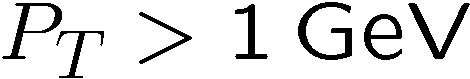 P_T > 1 GeV